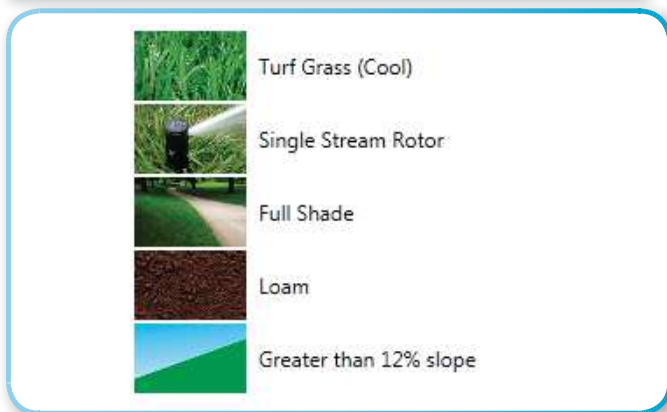 Turf Grass (Cool)
Single Stream Rotor
Full Shade
Loam
Greater than 12% slope